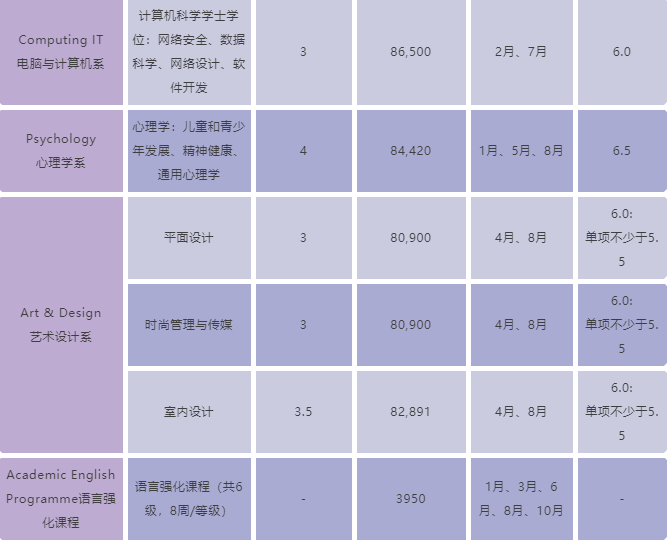 Computing IT
电脑与计算机系
计算机科学学士学
位：网络安全、数据
科学、网络设计、软
件开发
3
86,500
2月、7月
6.0
Psychology
心理学系
心理学：儿童和青少
年发展、精神健康、
通用心理学
4
84,420
1月、5月、8月
6.5
Art & Design
艺术设计系
平面设计
3
80,900
4月、8月
6.0:
单项不少于5.
5
时尚管理与传媒
3
80,900
4月、8月
6.0:
单项不少于5.
5
室内设计
3.5
82,891
4月、8月
6.0:
单项不少于5.
5
Academic English
Programme语言强
化课程
语言强化课程（共6
级，8周/等级）
-
3950
1月、3月、6
月、8月、10月
-